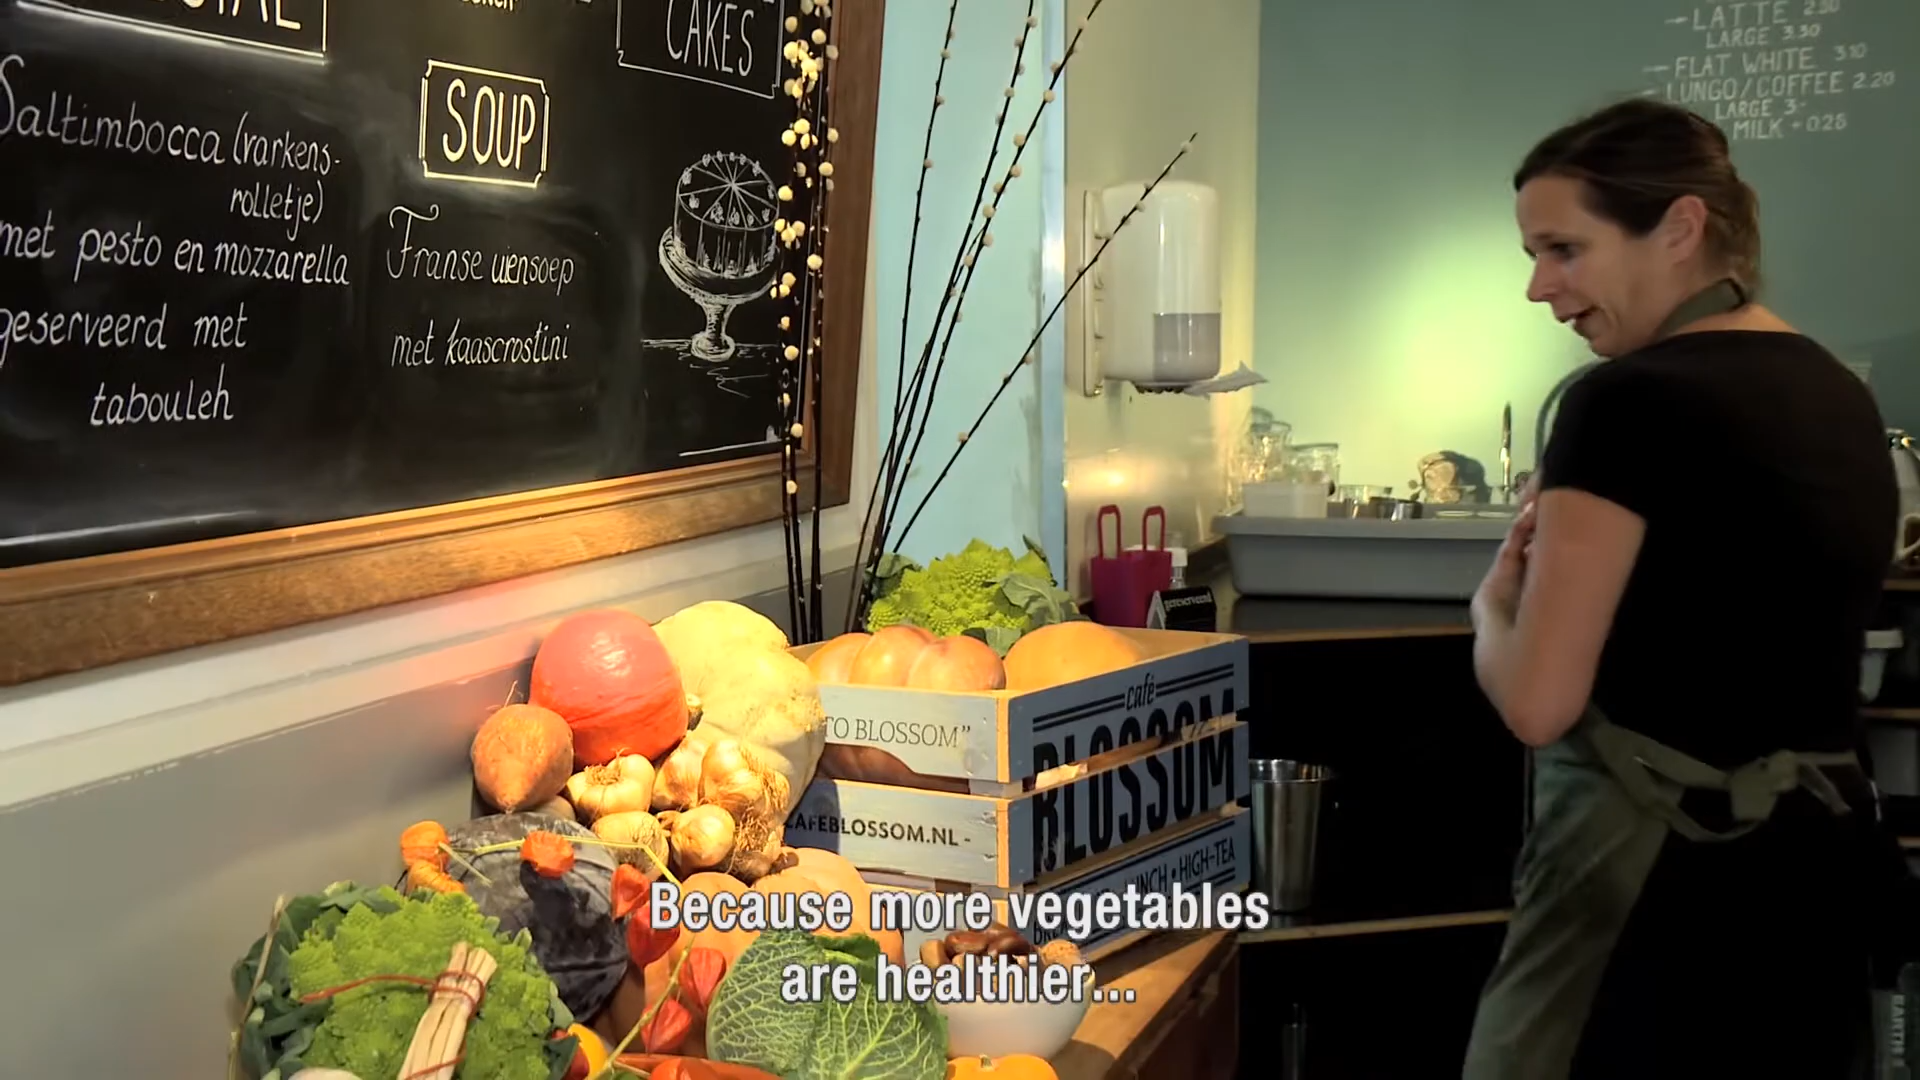 CAKES
Saltimbocca (varkens-
rolletje)
met pesto en mozzarella
geserveerd met
tabouleh
SOUP
Franse uiensoep
met kaascrostini
- LATTE 2.80
LARGE 3.30
- FLAT WHITE 3.10
- LUNGO/COFFEE 2.20
LARGE 3.-
MILK + 0.25
gereserveerd
TO BLOSSOM”
CAFEBLOSSOM.NL -
café
BLOSSOM
LUNCH • HIGH-TEA
Because more vegetables
are healthier...